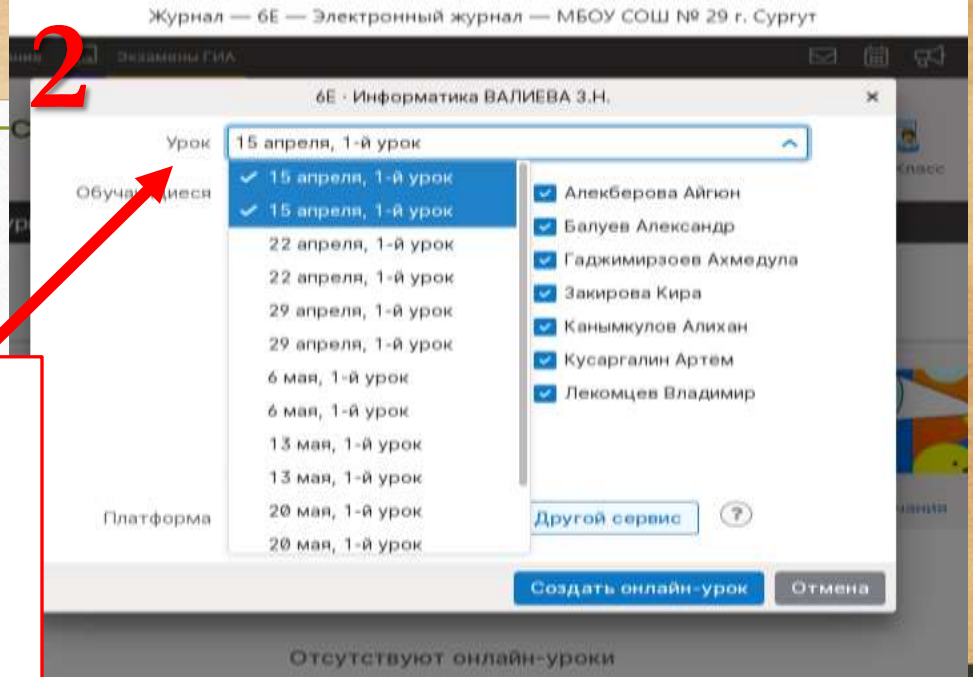 Журнал — 6Е — Электронный журнал — МБОУ СОШ № 29 г. Сургут
2
Экзамены ГИА
6Е · Информатика ВАЛИЕВА З.Н.
×
Урок
15 апреля, 1-й урок
15 апреля, 1-й урок
15 апреля, 1-й урок
22 апреля, 1-й урок
22 апреля, 1-й урок
29 апреля, 1-й урок
29 апреля, 1-й урок
6 мая, 1-й урок
6 мая, 1-й урок
13 мая, 1-й урок
13 мая, 1-й урок
20 мая, 1-й урок
20 мая, 1-й урок
Обучающиеся
Алекберова Айгюн
Балуев Александр
Гаджимирзоев Ахмедула
Закирова Кира
Канымкулов Алихан
Кусаргалин Артём
Лекомцев Владимир
Класс
Платформа
Другой сервис
?
Создать онлайн-урок
Отмена
Отсутствуют онлайн-уроки